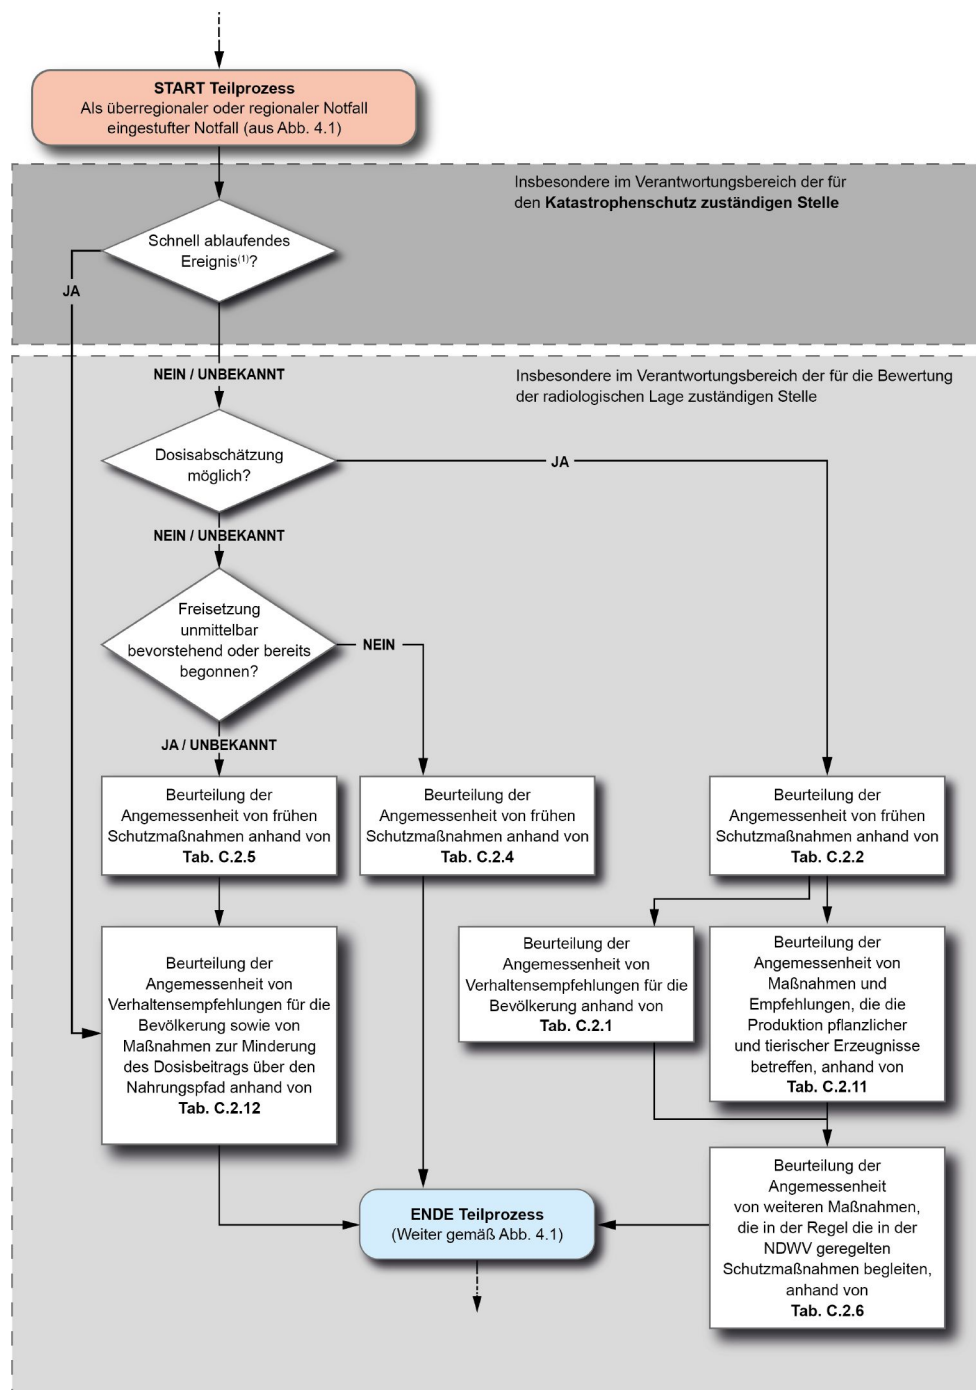 START Teilprozess
Als überregionaler oder regionaler Notfall
eingestufter Notfall (aus Abb. 4.1)
Insbesondere im Verantwortungsbereich der für
den Katastrophenschutz zuständigen Stelle
Schnell ablaufendes
Ereignis(1)?
JA
NEIN / UNBEKANNT
Insbesondere im Verantwortungsbereich der für die Bewertung
der radiologischen Lage zuständigen Stelle
Dosisabschätzung
möglich?
JA
NEIN / UNBEKANNT
Freisetzung
unmittelbar
bevorstehend oder bereits
begonnen?
NEIN
JA / UNBEKANNT
Beurteilung der
Angemessenheit von frühen
Schutzmaßnahmen anhand von
Tab. C.2.5
Beurteilung der
Angemessenheit von frühen
Schutzmaßnahmen anhand von
Tab. C.2.4
Beurteilung der
Angemessenheit von frühen
Schutzmaßnahmen anhand von
Tab. C.2.2
Beurteilung der
Angemessenheit von
Verhaltensempfehlungen für die
Bevölkerung sowie von
Maßnahmen zur Minderung
des Dosisbeitrags über den
Nahrungspfad anhand von
Tab. C.2.12
Beurteilung der
Angemessenheit von
Verhaltensempfehlungen für die
Bevölkerung anhand von
Tab. C.2.1
Beurteilung der
Angemessenheit von
Maßnahmen und
Empfehlungen, die die
Produktion pflanzlicher
und tierischer Erzeugnisse
betreffen, anhand von
Tab. C.2.11
ENDE Teilprozess
(Weiter gemäß Abb. 4.1)
Beurteilung der
Angemessenheit
von weiteren Maßnahmen,
die in der Regel die in der
NDWV geregelten
Schutzmaßnahmen begleiten,
anhand von
Tab. C.2.6